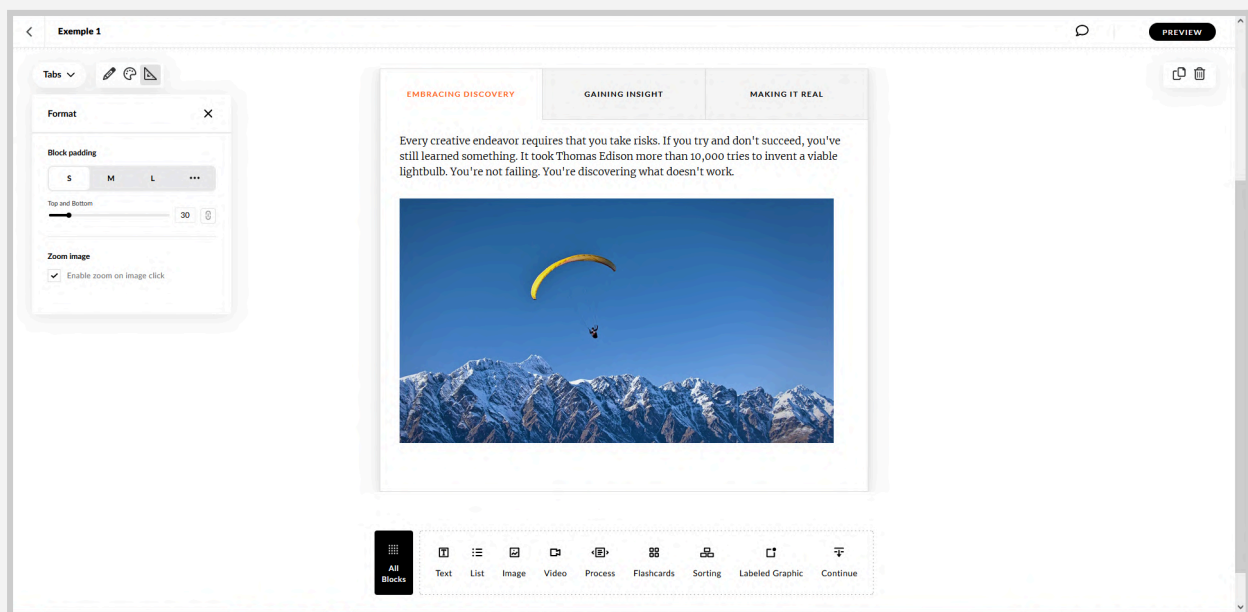 Exemple 1
PREVIEW
Tabs
Format
Block padding
S M L
Top and Bottom
30
Zoom image
Enable zoom on image click
EMBRACING DISCOVERY
GAINING INSIGHT
MAKING IT REAL
Every creative endeavor requires that you take risks. If you try and don't succeed, you've
still learned something. It took Thomas Edison more than 10,000 tries to invent a viable
lightbulb. You're not failing. You're discovering what doesn't work.
All
Blocks
Text
List
Image
Video
Process
Flashcards
Sorting
Labeled Graphic
Continue